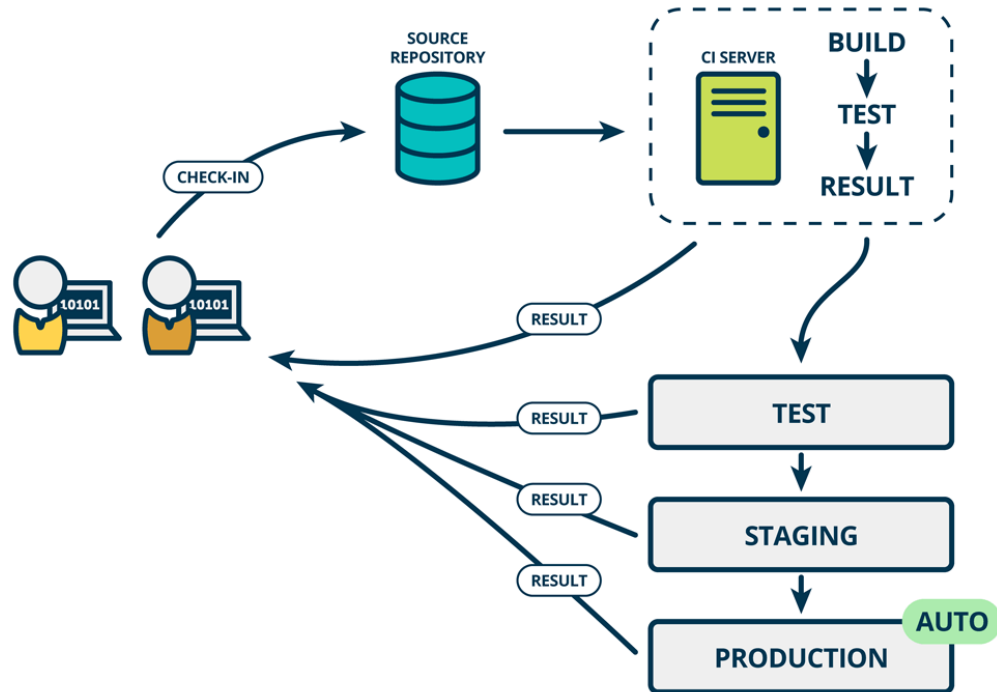 SOURCE
REPOSITORY
CI SERVER
BUILD
TEST
RESULT
CHECK-IN
10101
10101
RESULT
RESULT
TEST
RESULT
STAGING
RESULT
AUTO
PRODUCTION